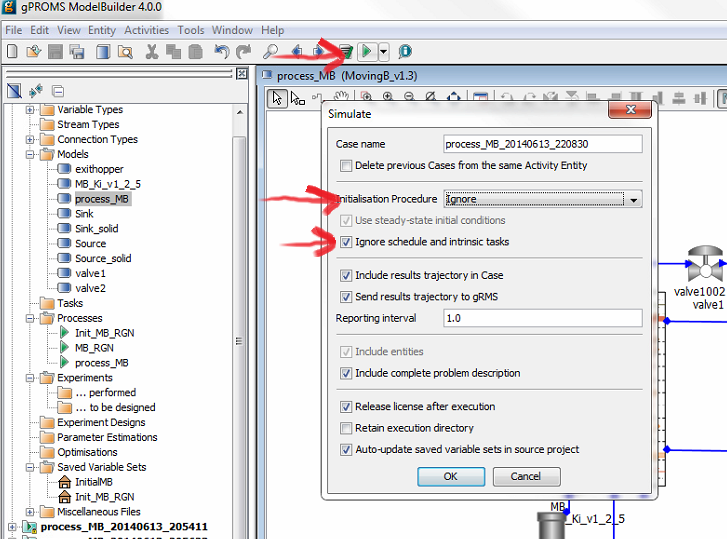 gPROMS ModelBuilder 4.0.0
File Edit View Entity Activities Tools Window Help
process_MB (MovingB_v1.3)
Variable Types
Stream Types
Connection Types
Models
exithopper
MB_Ki_v1_2_5
process_MB
Sink
Sink_solid
Source
Source_solid
valve1
valve2
Tasks
Processes
Init_MB_RGN
MB_RGN
process_MB
Experiments
... performed
... to be designed
Experiment Designs
Parameter Estimations
Optimisations
Saved Variable Sets
InitialMB
Init_MB_RGN
Miscellaneous Files
process_MB_20140613_205411
Simulate
Case name process_MB_20140613_220830
Delete previous Cases from the same Activity Entity
Initialisation Procedure Ignore
Use steady-state initial conditions
Ignore schedule and intrinsic tasks
Include results trajectory in Case
Send results trajectory to gRMS
Reporting interval 1.0
Include entities
Include complete problem description
Release license after execution
Retain execution directory
Auto-update saved variable sets in source project
OK Cancel
valve1002
valve1
MB
_Ki_v1_2_5